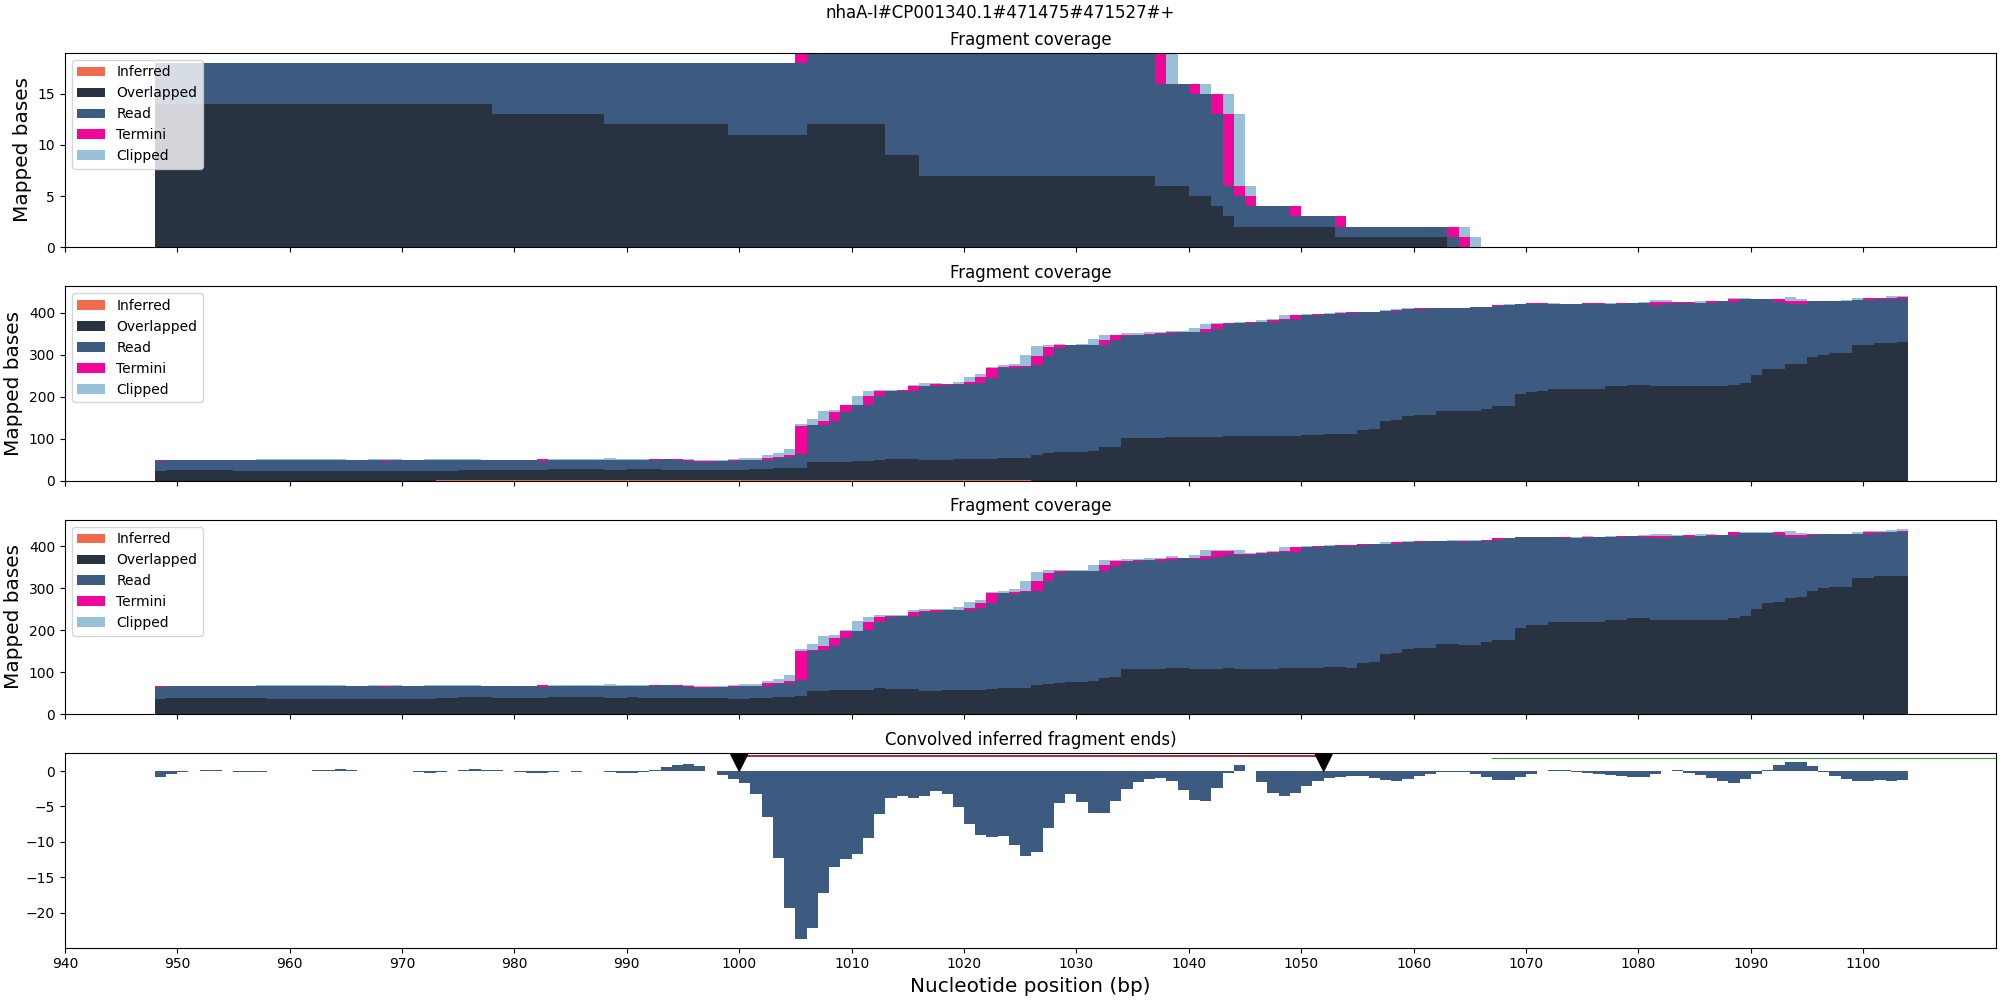 nhaA-I#CP001340.1#471475#471527#+
Fragment coverage
Mapped bases
15
10
5
0
Inferred
Overlapped
Read
Termini
Clipped
Fragment coverage
Mapped bases
400
300
200
100
0
Inferred
Overlapped
Read
Termini
Clipped
Fragment coverage
Mapped bases
400
300
200
100
0
Inferred
Overlapped
Read
Termini
Clipped
Convolved inferred fragment ends)
0
−5
−10
−15
−20
940 950 960 970 980 990 1000 1010 1020 1030 1040 1050 1060 1070 1080 1090 1100
Nucleotide position (bp)